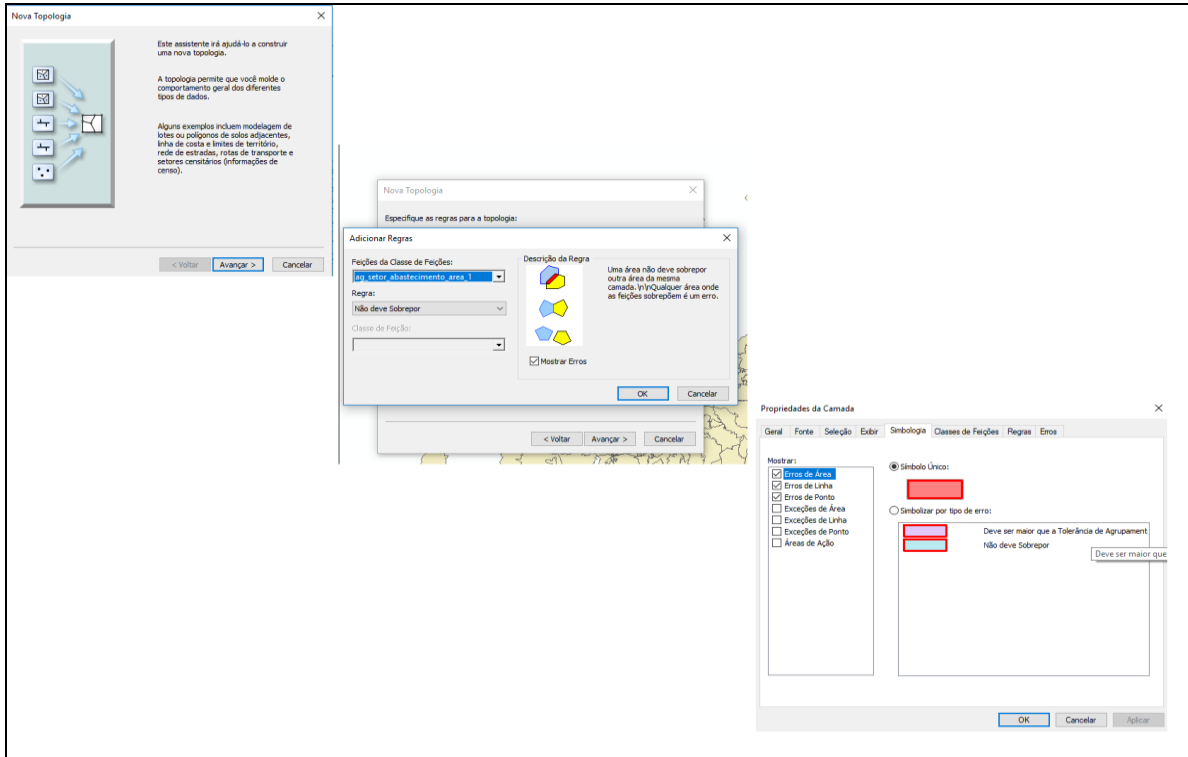 Nova Topologia
Este assistente irá ajudá-lo a construir
uma nova topologia.
A topologia permite que você molde o
comportamento geral dos diferentes
tipos de dados.
Alguns exemplos incluem modelagem de
lotes ou polígonos de solos adjacentes,
linha de costa e limites de território,
rede de estradas, rotas de transporte e
setores censitários (informações de
censo).
< Voltar
Avançar >
Cancelar
Nova Topologia
Especifique as regras para a topologia:
Adicionar Regras
Feições da Classe de Feições:
ag_setor_abastecimento_area_1
Regra:
Não deve Sobrepor
Classe de Feição:
Descrição da Regra
Uma área não deve sobrepor
outra área da mesma
camada.\n\nQualquer área onde
as feições sobrepõem é um erro.
Mostrar Erros
OK
Cancelar
< Voltar
Avançar >
Cancelar
Propriedades da Camada
Geral Fonte Seleção Exibir Simbologia Classes de Feições Regras Erros
Mostrar:
Erros de Área
Erros de Linha
Erros de Ponto
Exceções de Área
Exceções de Linha
Exceções de Ponto
Áreas de Ação
Símbolo Único:
Simbolizar por tipo de erro:
Deve ser maior que a Tolerância de Agrupament
Não deve Sobrepor
Deve ser maior que
OK
Cancelar
Aplicar